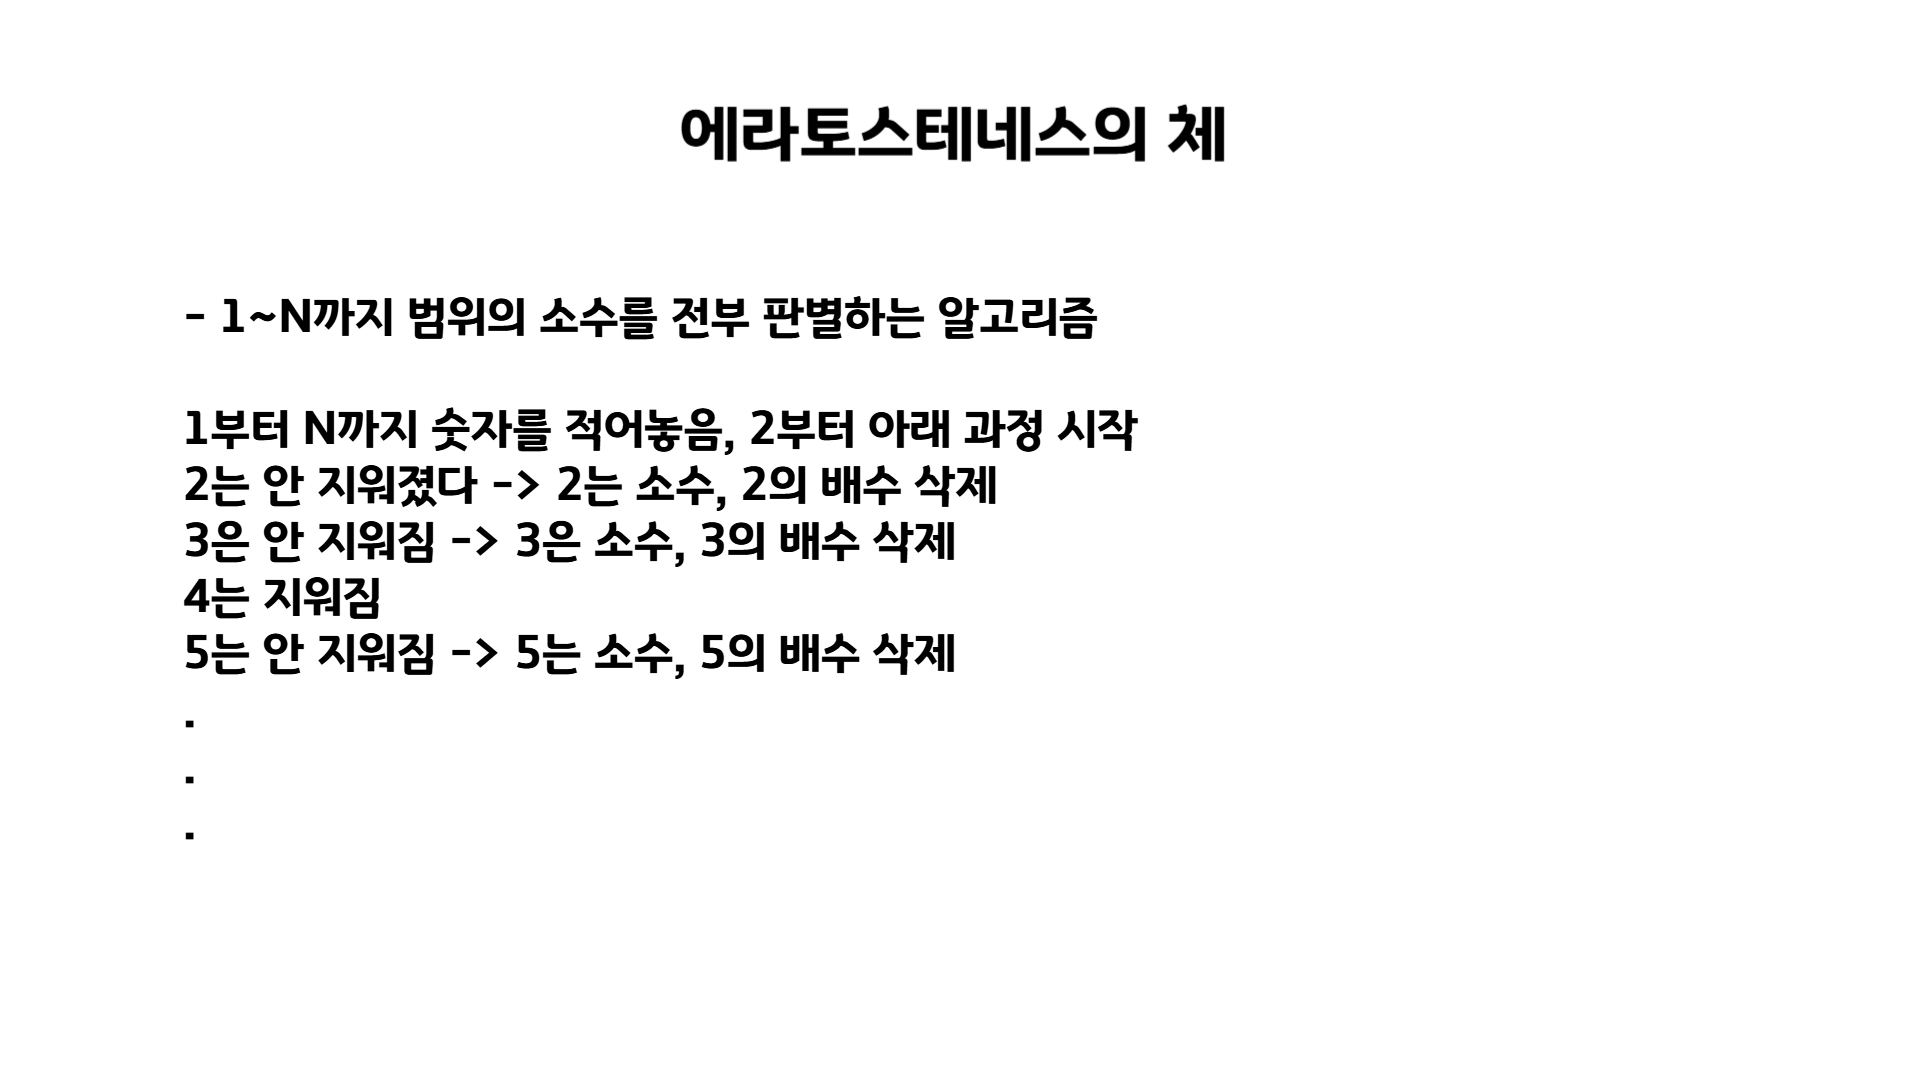 에라토스테네스의 체
- 1~N까지 범위의 소수를 전부 판별하는 알고리즘
1부터 N까지 숫자를 적어놓음, 2부터 아래 과정 시작
2는 안 지워졌다 -> 2는 소수, 2의 배수 삭제
3은 안 지워짐 -> 3은 소수, 3의 배수 삭제
4는 지워짐
5는 안 지워짐 -> 5는 소수, 5의 배수 삭제
.
.
.